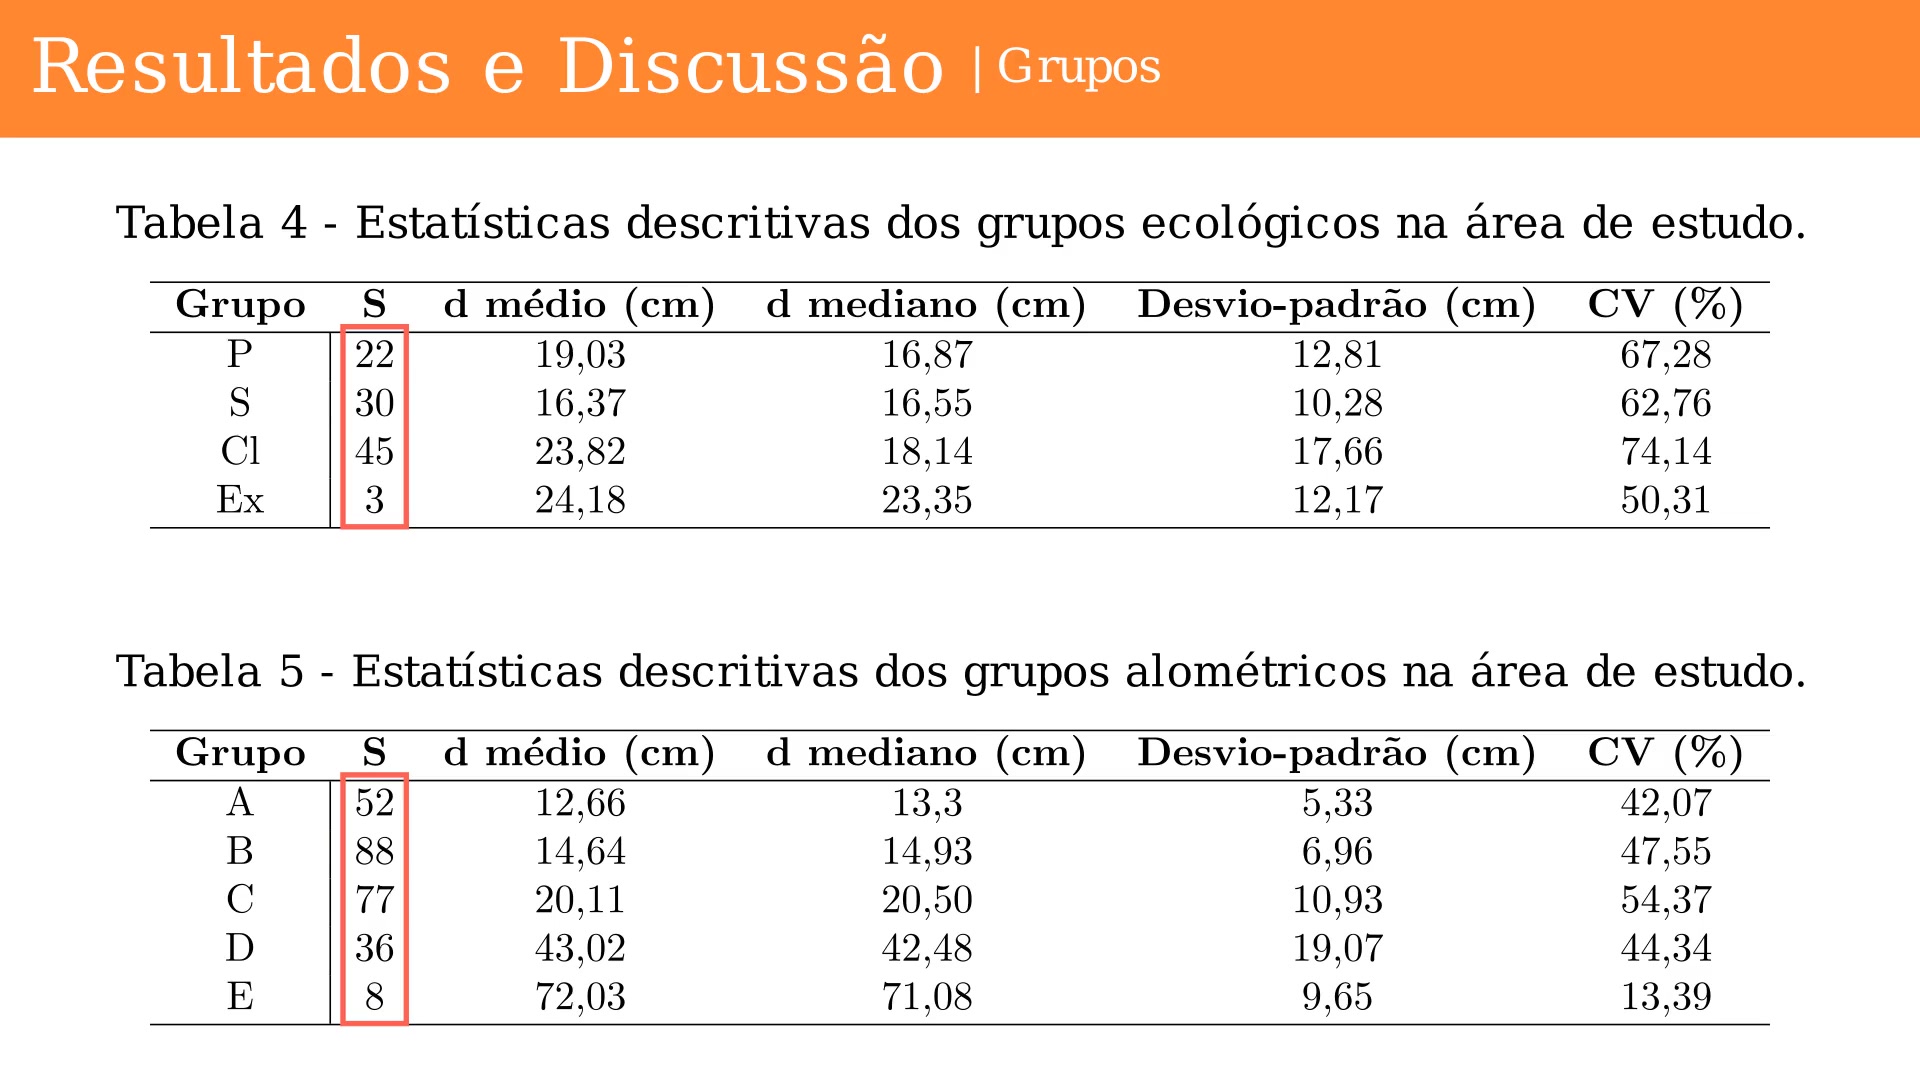 Resultados e Discussão | Grupos
Tabela 4 - Estatísticas descritivas dos grupos ecológicos na área de estudo.
Grupo S d médio (cm) d mediano (cm) Desvio-padrão (cm) CV (%)
P 22 19,03 16,87 12,81 67,28
S 30 16,37 16,55 10,28 62,76
Cl 45 23,82 18,14 17,66 74,14
Ex 3 24,18 23,35 12,17 50,31
Tabela 5 - Estatísticas descritivas dos grupos alométricos na área de estudo.
Grupo S d médio (cm) d mediano (cm) Desvio-padrão (cm) CV (%)
A 52 12,66 13,3 5,33 42,07
B 88 14,64 14,93 6,96 47,55
C 77 20,11 20,50 10,93 54,37
D 36 43,02 42,48 19,07 44,34
E 8 72,03 71,08 9,65 13,39